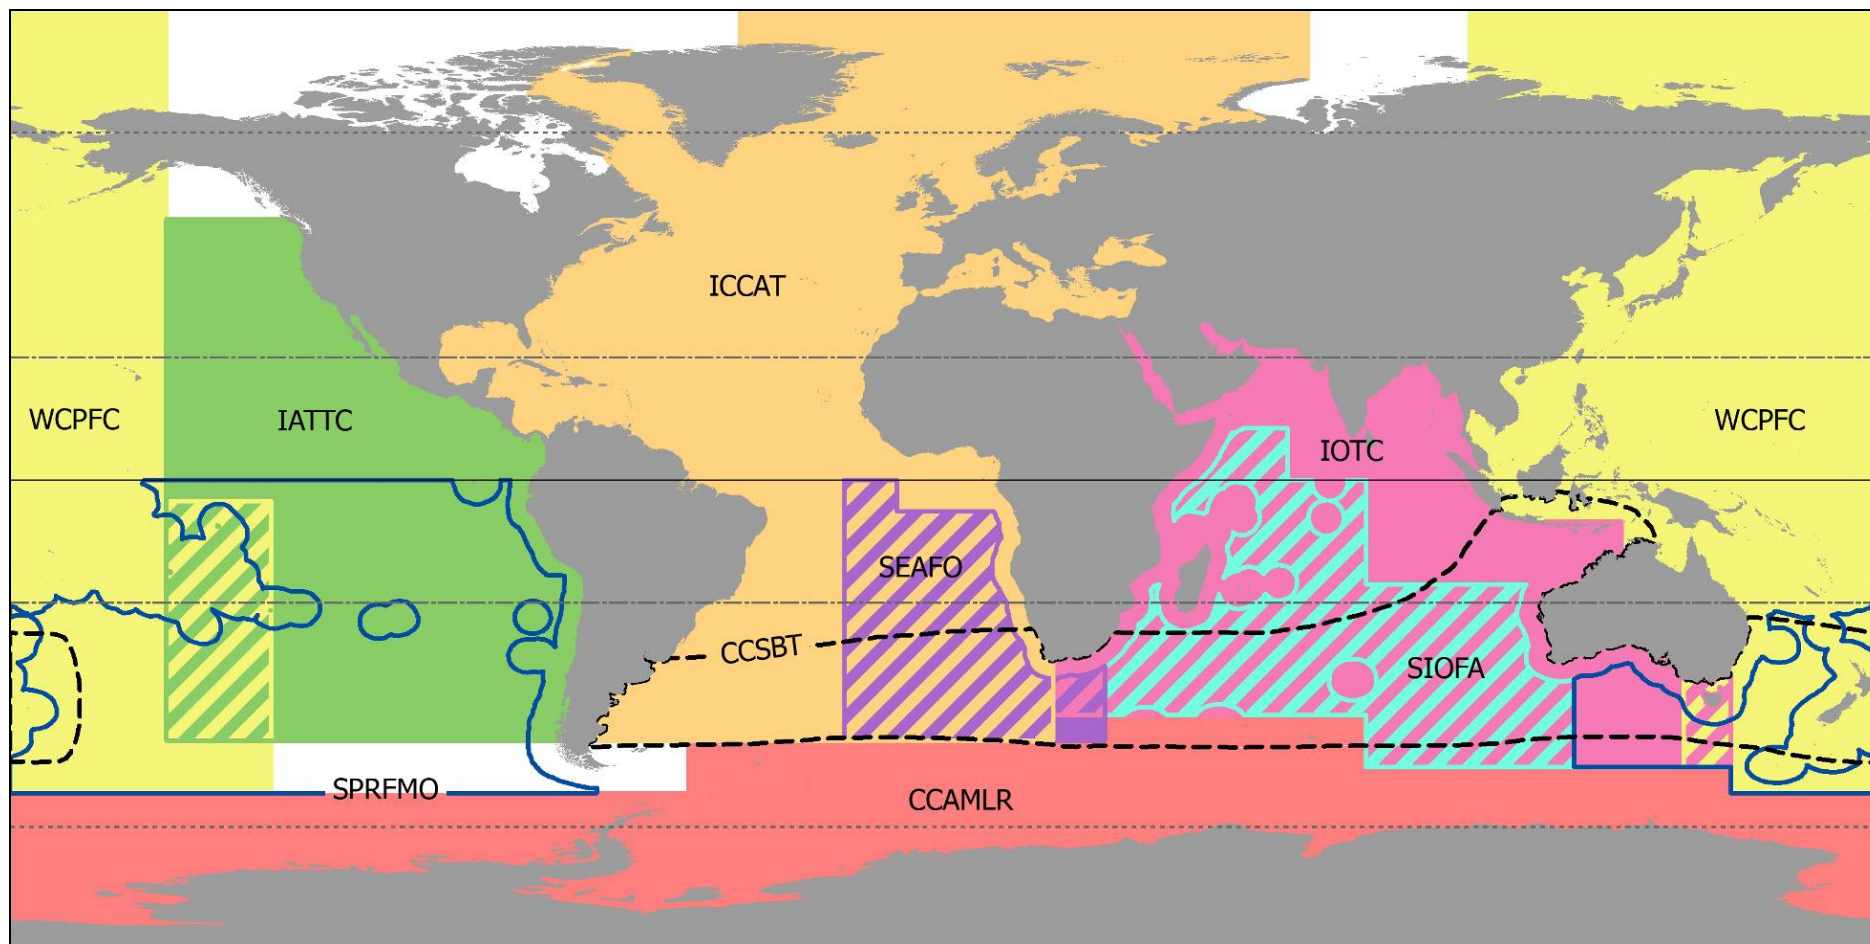 ICCAT
WCPFC
IATTC
WCPFC
IOTC
SEAFO
CCSBT
SIOFA
SPRFMO
CCAMLR